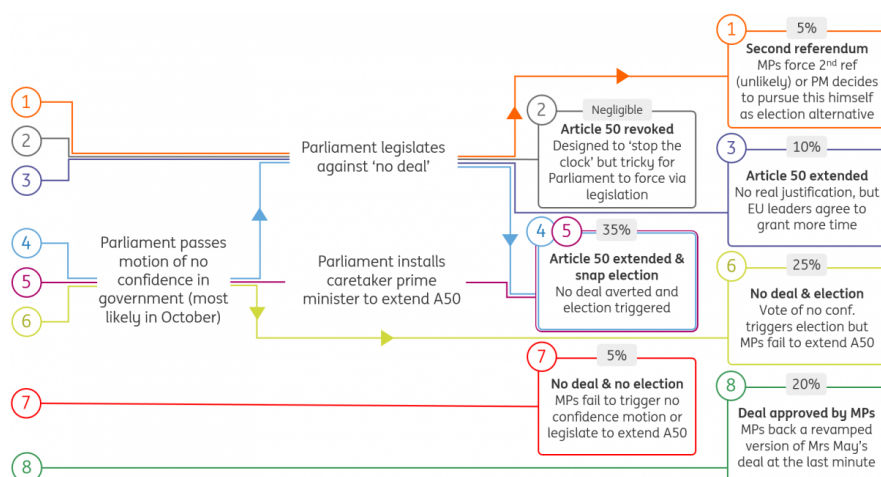 1
2
3
4
5
6
7
8
Parliament passes
motion of no
confidence in
government (most
likely in October)
Parliament legislates
against ‘no deal’
Parliament installs
caretaker prime
minister to extend A50
1
5%
Second referendum
MPs force 2nd ref
(unlikely) or PM decides
to pursue this himself
as election alternative
2
Negligible
Article 50 revoked
Designed to ‘stop the
clock’ but tricky for
Parliament to force via
legislation
3
10%
Article 50 extended
No real justification, but
EU leaders agree to
grant more time
4 5
35%
Article 50 extended &
snap election
No deal averted and
election triggered
6
25%
No deal & election
Vote of no conf.
triggers election but
MPs fail to extend A50
7
5%
No deal & no election
MPs fail to trigger no
confidence motion or
legislate to extend A50
8
20%
Deal approved by MPs
MPs back a revamped
version of Mrs May’s
deal at the last minute